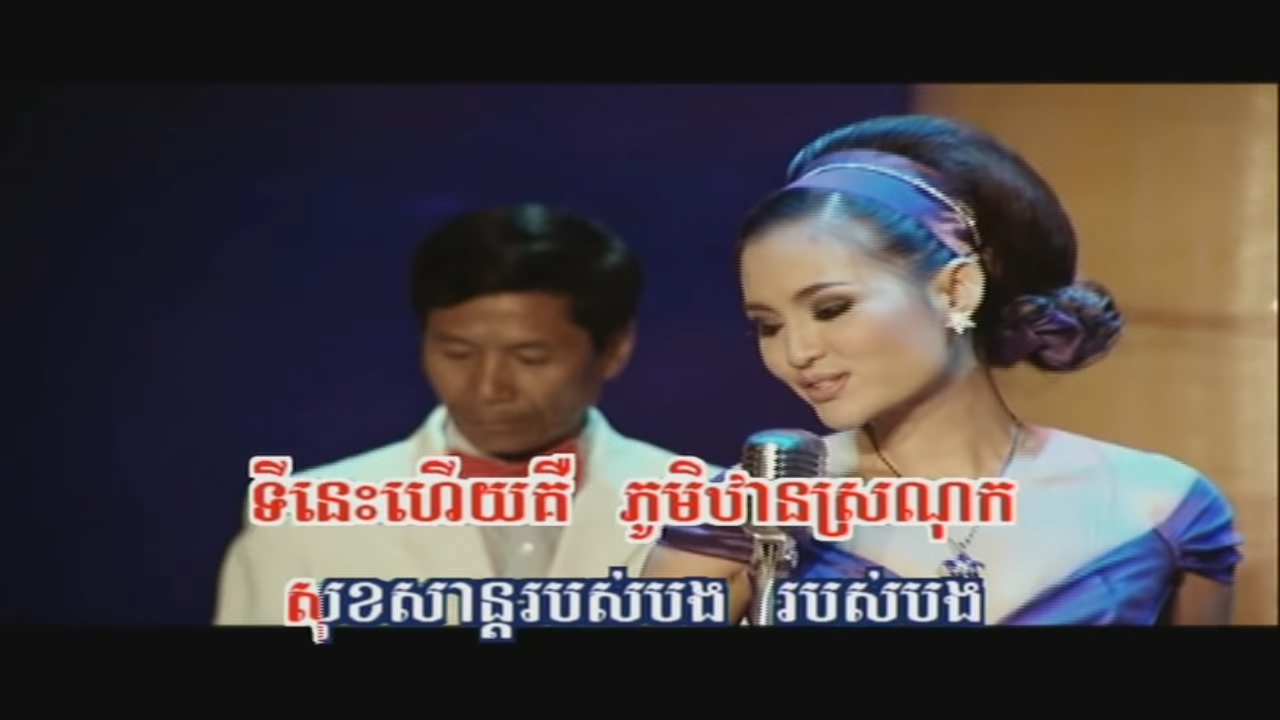 ទីនេះហើយគឺ ភូមិឋានស្រណុក
សុខសាន្តរបស់បង របស់បង